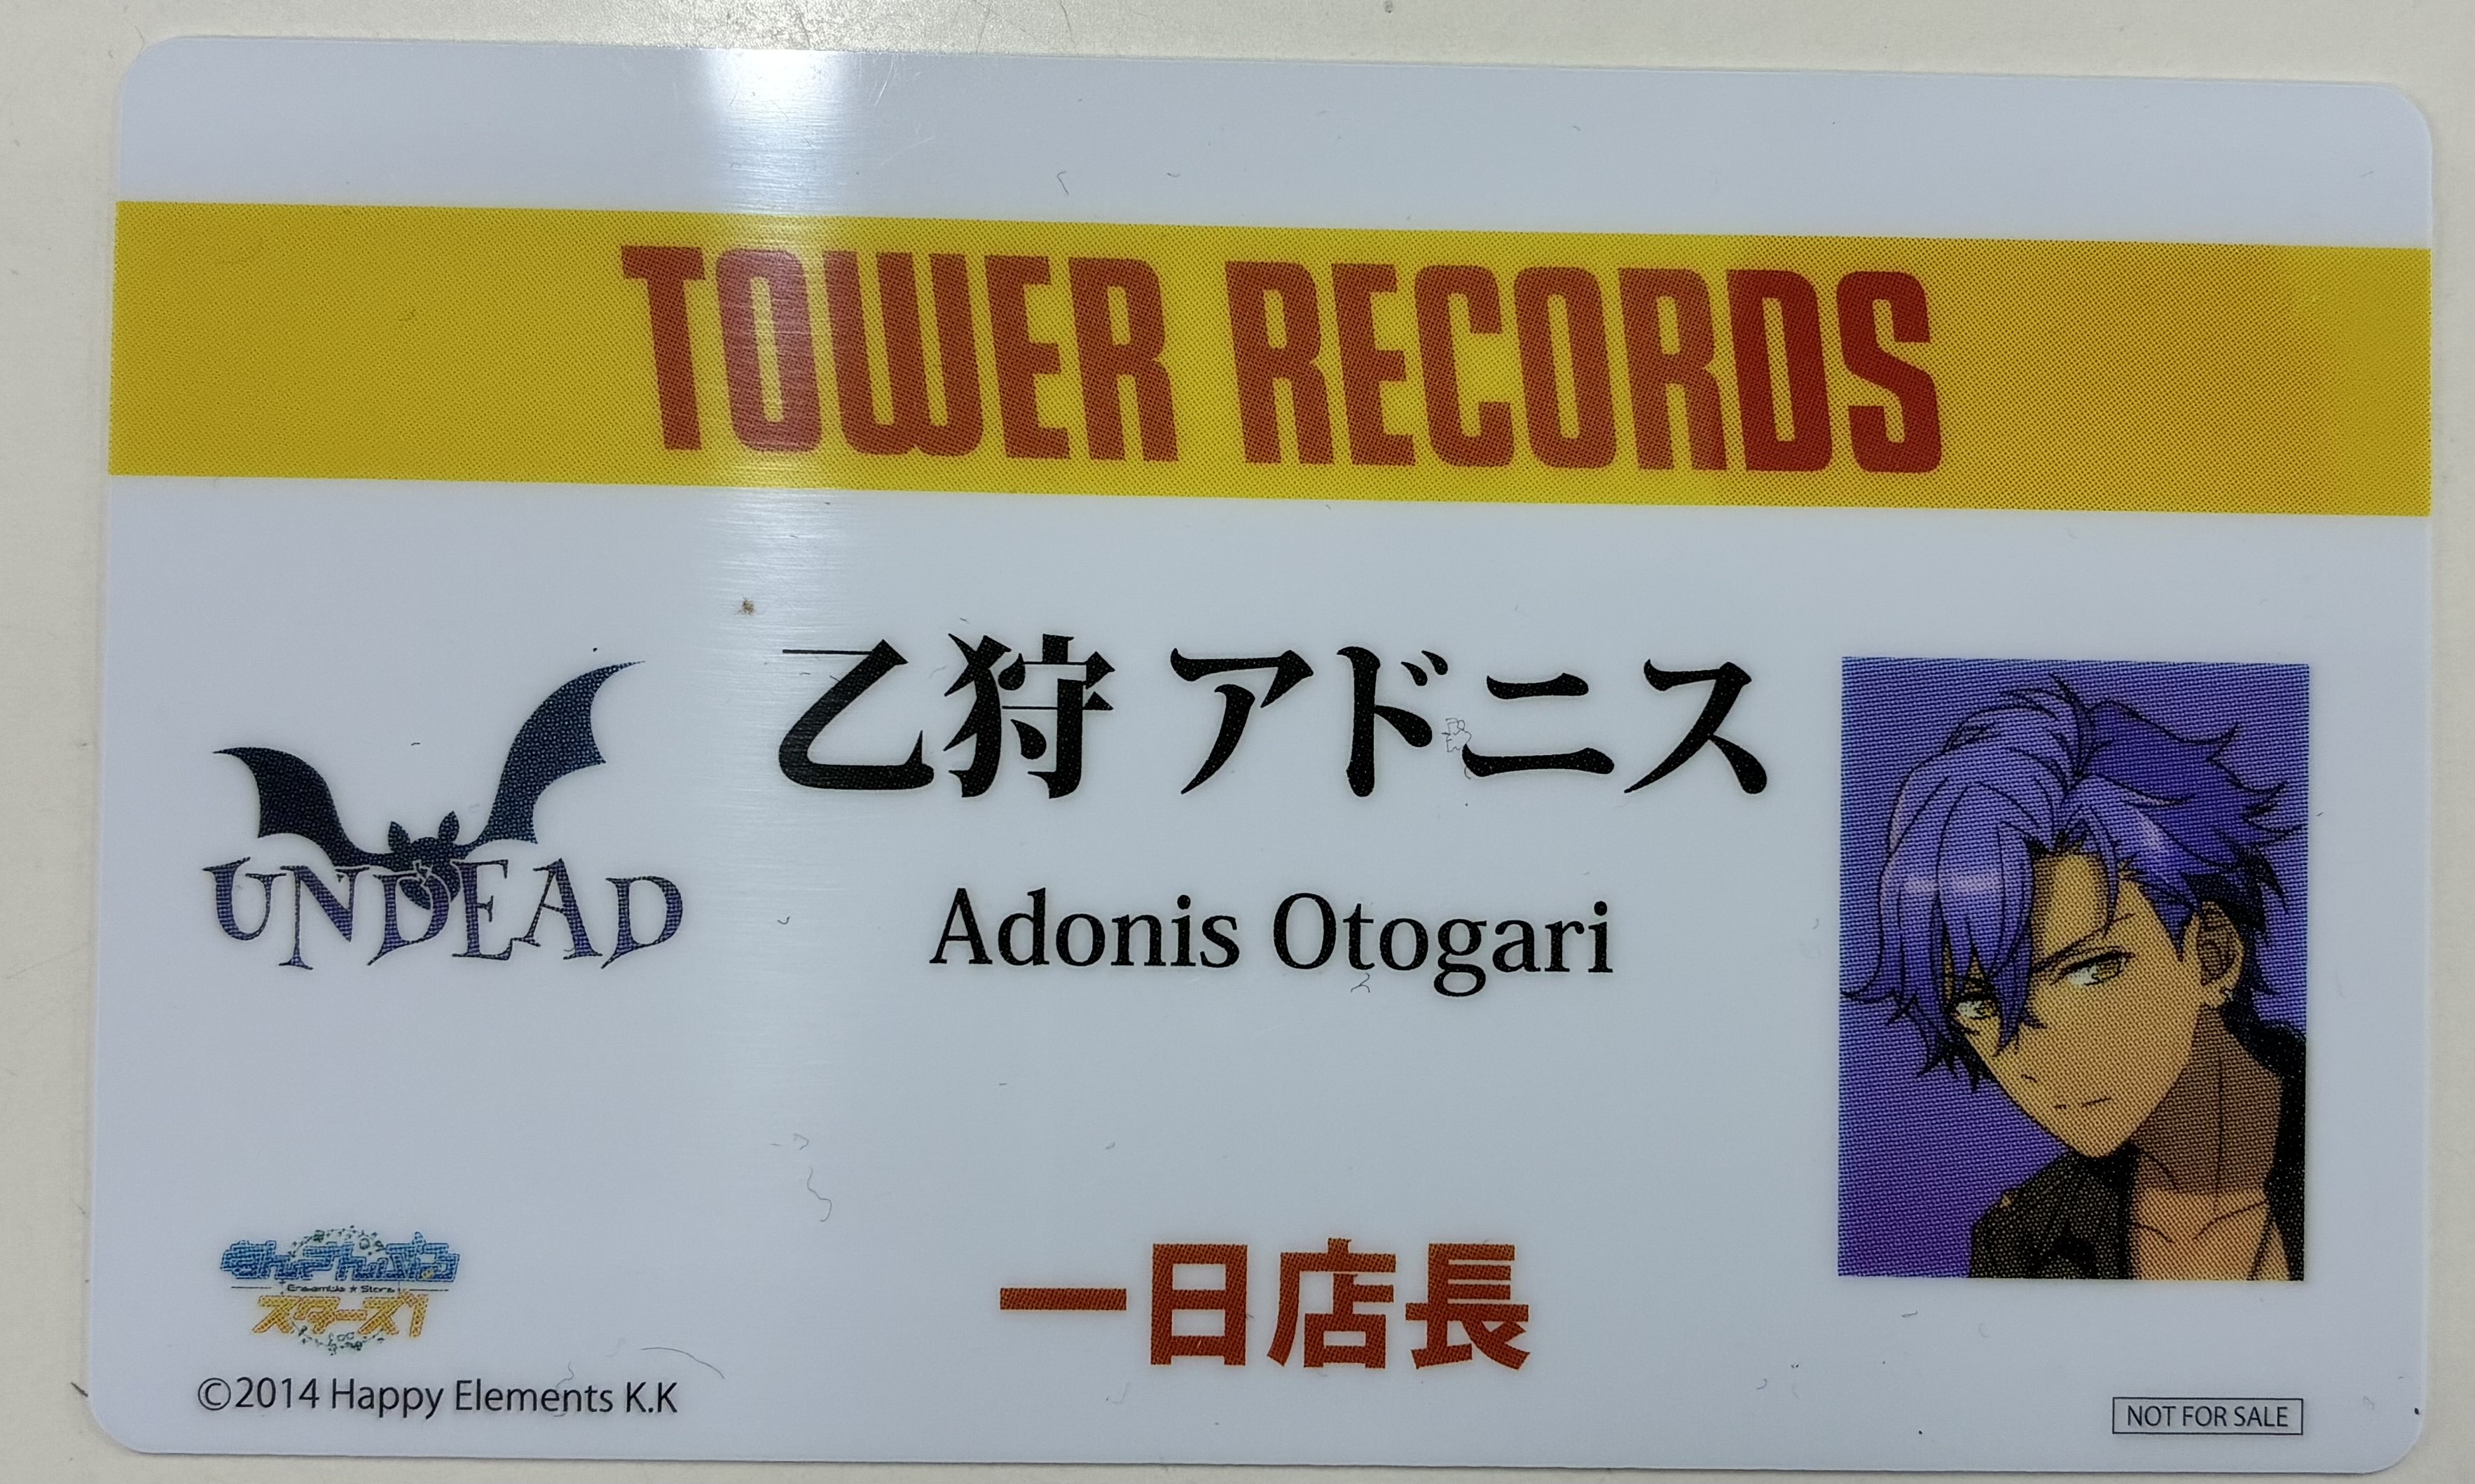 TOWER RECORDS
乙狩 アドニス
UNDEAD
Adonis Otogari
あんさんぶる
Ensemble ★ Stars
スターズ!
一日店長
©2014 Happy Elements K.K
NOT FOR SALE